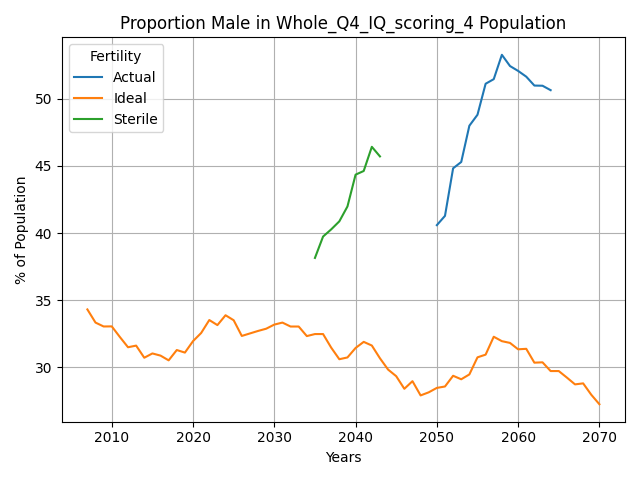 Proportion Male in Whole_Q4_IQ_scoring_4 Population
Fertility
Actual
Ideal
Sterile
% of Population
50
45
40
35
30
2010 2020 2030 2040 2050 2060 2070
Years